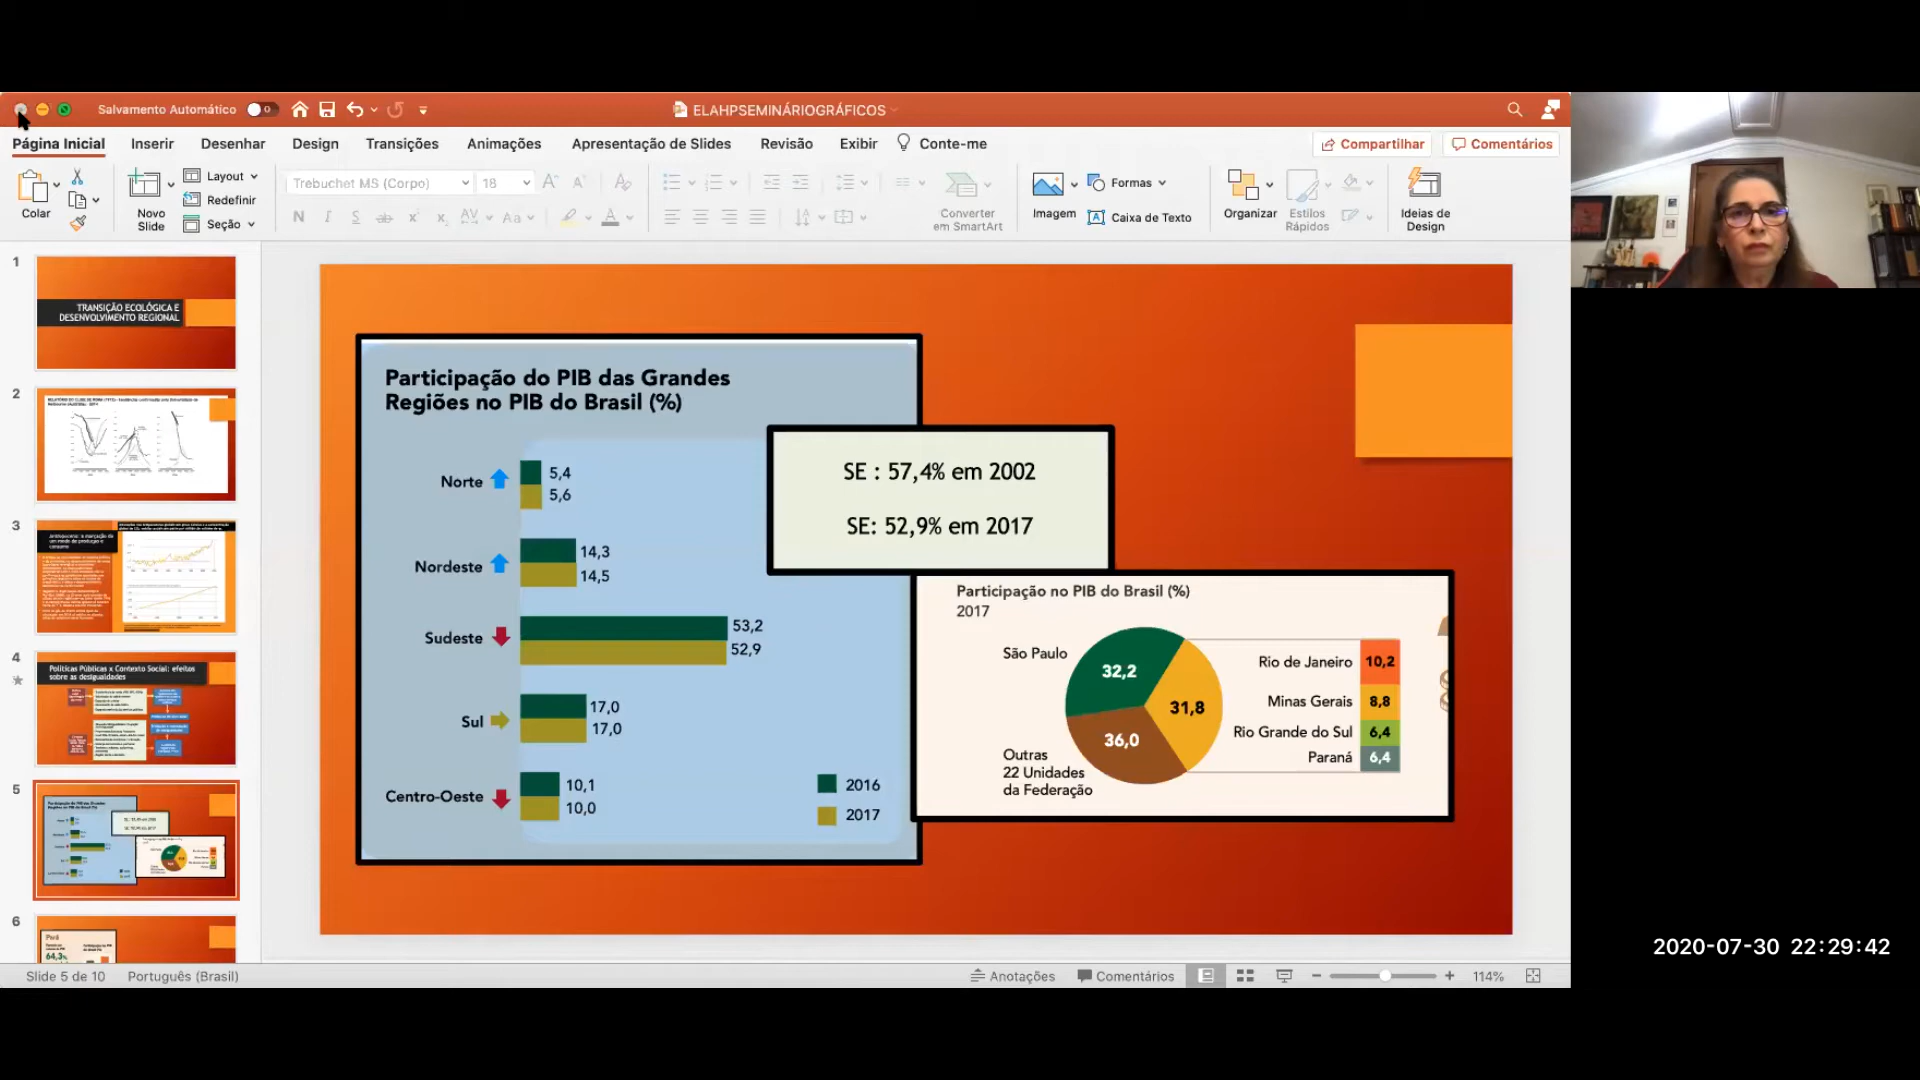 Salvamento Automático
ELAHPSEMINÁRIOGRÁFICOS
Página Inicial
Inserir
Desenhar
Design
Transições
Animações
Apresentação de Slides
Revisão
Exibir
Conte-me
Compartilhar
Comentários
Colar
Novo
Slide
Layout
Redefinir
Seção
Trebuchet MS (Corpo)
18
Converter
em SmartArt
Imagem
Formas
Caixa de Texto
Organizar
Estilos
Rápidos
Ideias de
Design
1
TRANSIÇÃO ECOLÓGICA E
DESENVOLVIMENTO REGIONAL
2
3
4
Políticas Públicas x Contexto Social: efeitos
sobre as desigualdades
5
6
Participação do PIB das Grandes
Regiões no PIB do Brasil (%)
Norte
5,4
5,6
Nordeste
14,3
14,5
Sudeste
53,2
52,9
Sul
17,0
17,0
Centro-Oeste
10,1
10,0
2016
2017
SE : 57,4% em 2002
SE: 52,9% em 2017
Participação no PIB do Brasil (%)
2017
São Paulo
32,2
31,8
36,0
Outras
22 Unidades
da Federação
Rio de Janeiro 10,2
Minas Gerais 8,8
Rio Grande do Sul 6,4
Paraná 6,4
2020-07-30 22:29:42
Slide 5 de 10
Português (Brasil)
Anotações
Comentários
114%